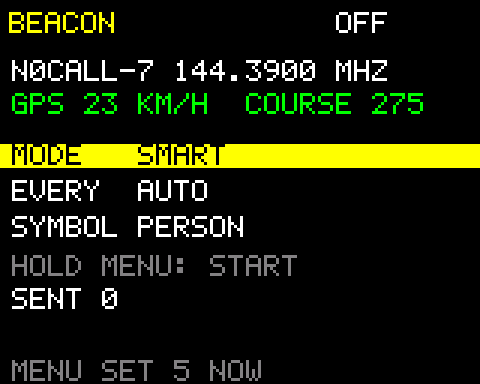 BEACON OFF
N0CALL-7 144.3900 MHZ
GPS 23 KM/H COURSE 275
MODE SMART
EVERY AUTO
SYMBOL PERSON
HOLD MENU: START
SENT 0
MENU SET 5 NOW